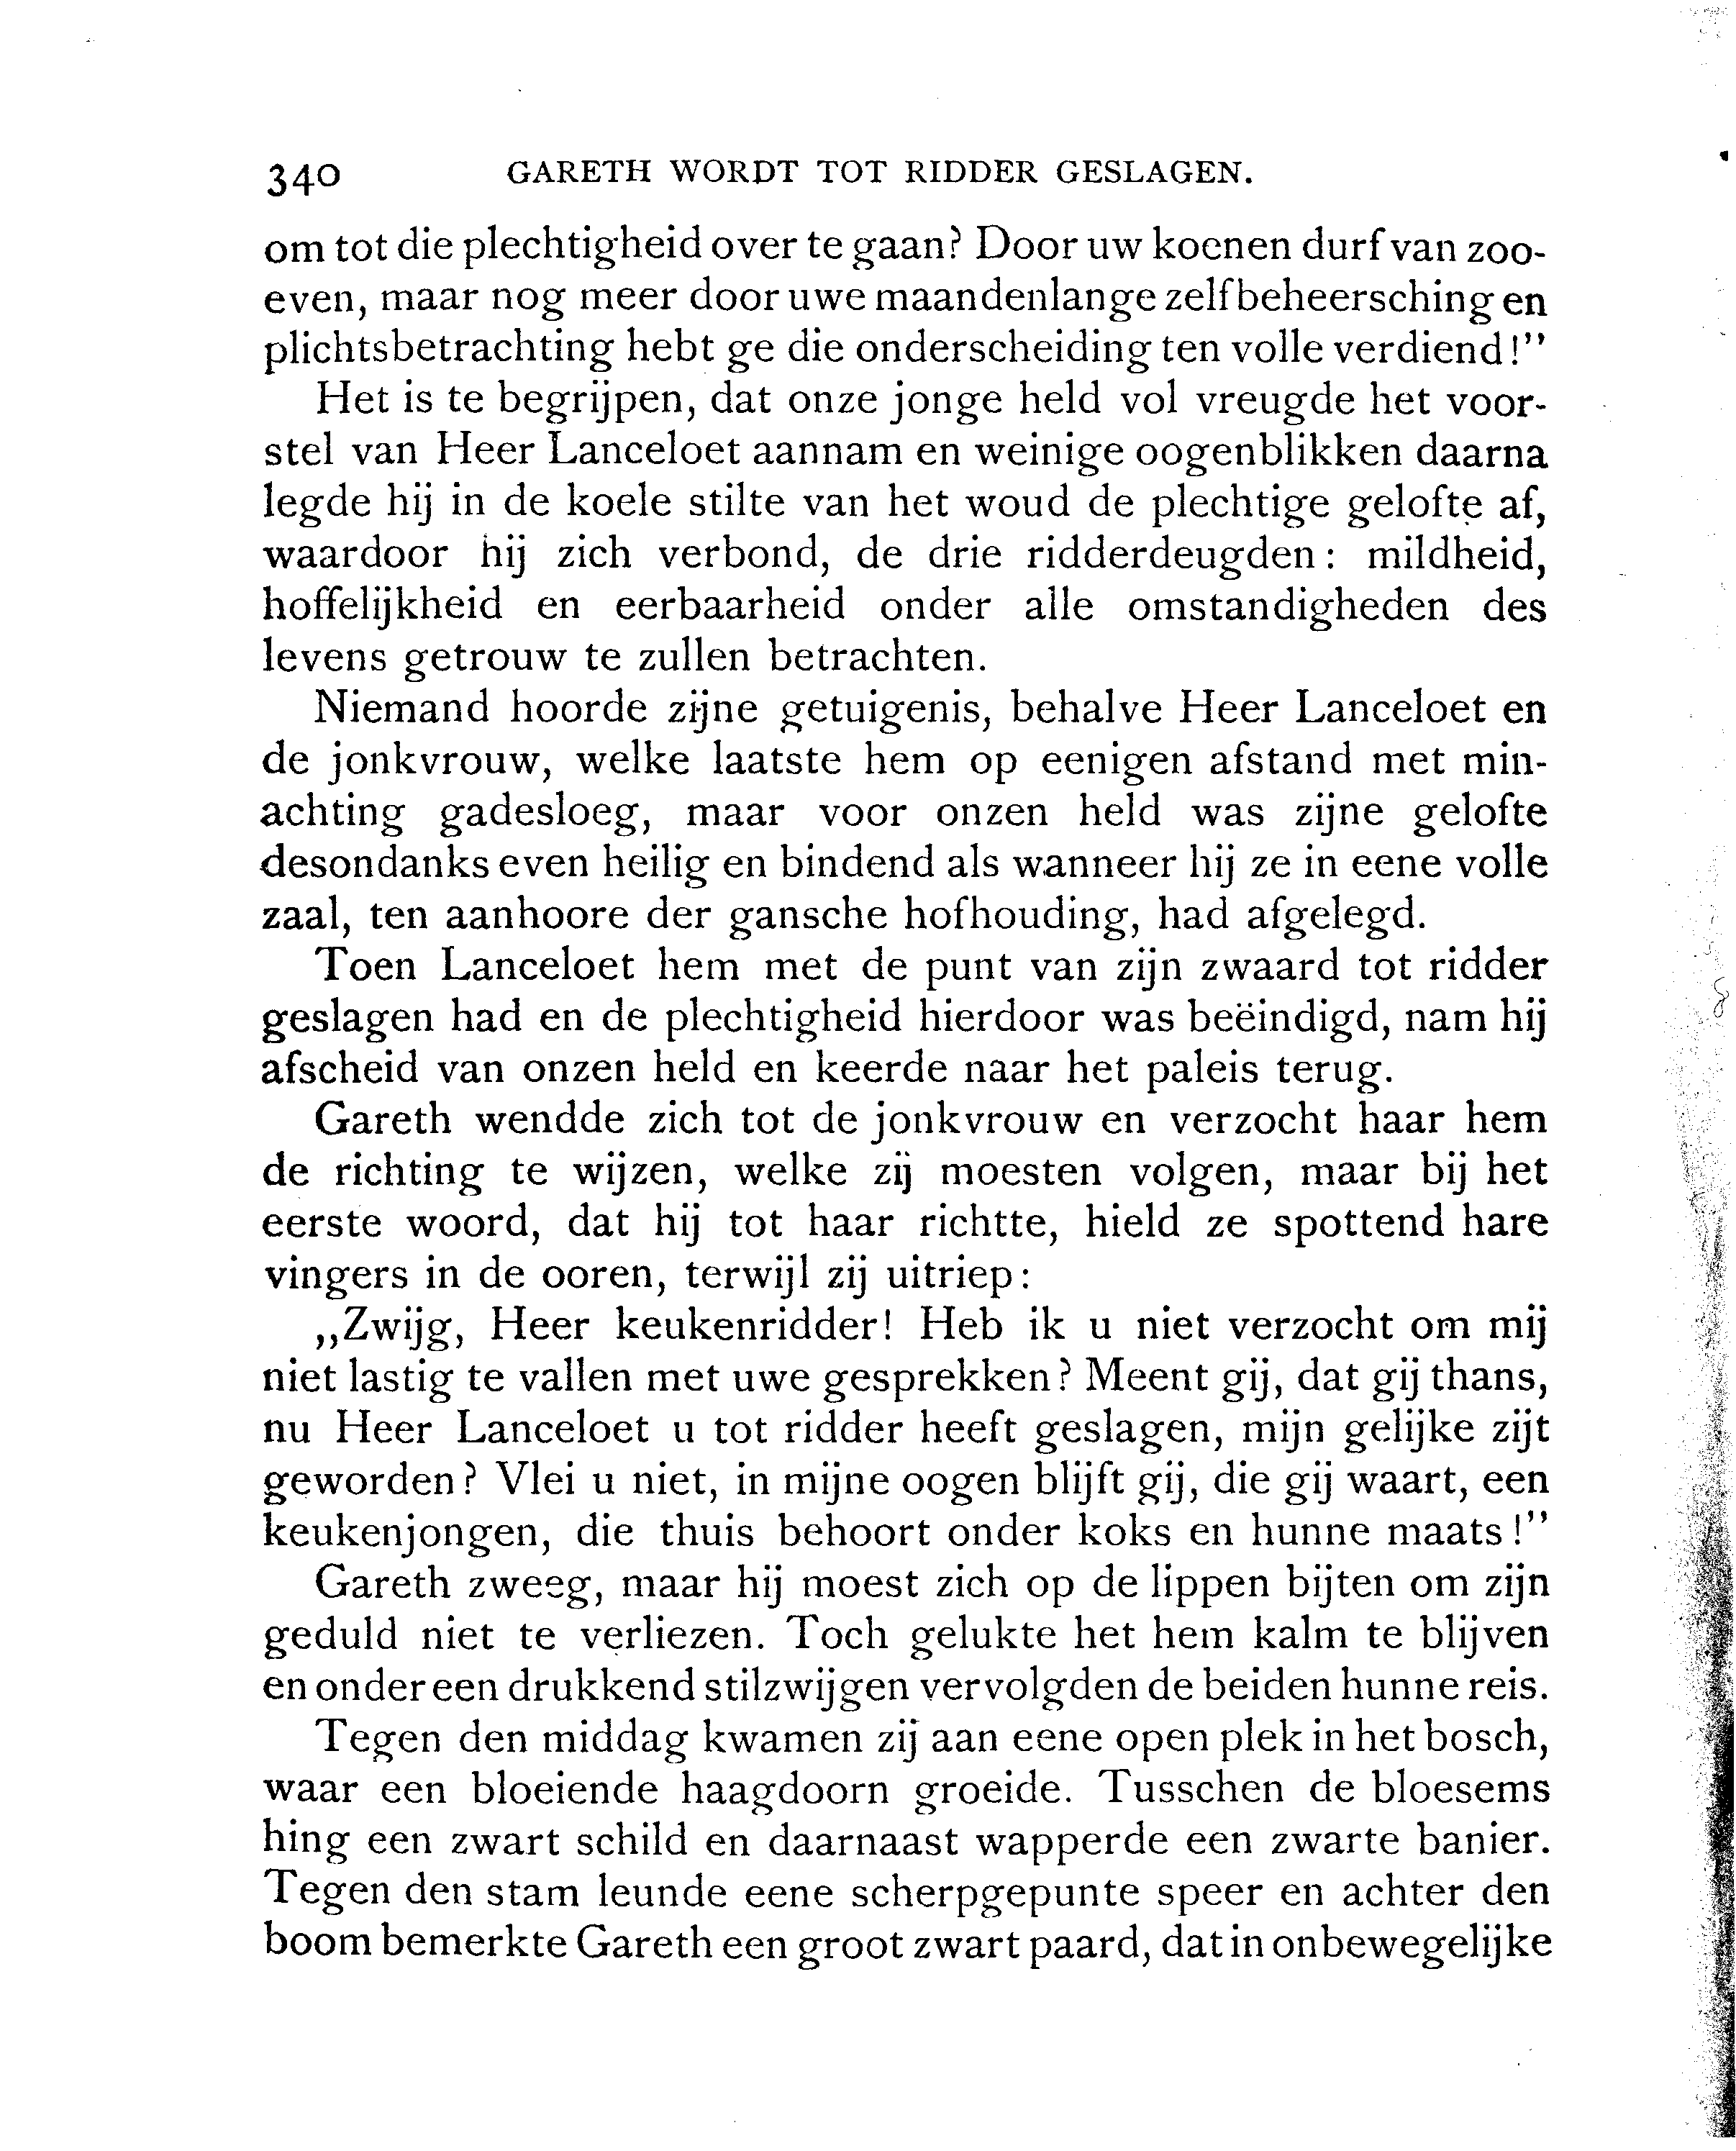 340 GARETH WORDT TOT RIDDER GESLAGEN.
om tot die plechtigheid over te gaan? Door uw koenen durf van zoo-
even, maar nog meer door uwe maandenlange zelfbeheersching en
plichtsbetrachting hebt ge die onderscheiding ten volle verdiend!”
Het is te begrijpen, dat onze jonge held vol vreugde het voor-
stel van Heer Lanceloet aannam en weinige oogenblikken daarna
legde hij in de koele stilte van het woud de plechtige gelofte af,
waardoor hij zich verbond, de drie ridderdeugden: mildheid,
hoffelijkheid en eerbaarheid onder alle omstandigheden des
levens getrouw te zullen betrachten.
Niemand hoorde zijne getuigenis, behalve Heer Lanceloet en
de jonkvrouw, welke laatste hem op eenigen afstand met min-
achting gadesloeg, maar voor onzen held was zijne gelofte
desondanks even heilig en bindend als wanneer hij ze in eene volle
zaal, ten aanhoore der gansche hofhouding, had afgelegd.
Toen Lanceloet hem met de punt van zijn zwaard tot ridder
geslagen had en de plechtigheid hierdoor was beëindigd, nam hij
afscheid van onzen held en keerde naar het paleis terug.
Gareth wendde zich tot de jonkvrouw en verzocht haar hem
de richting te wijzen, welke zij moesten volgen, maar bij het
eerste woord, dat hij tot haar richtte, hield ze spottend hare
vingers in de ooren, terwijl zij uitriep:
„Zwijg, Heer keukenridder! Heb ik u niet verzocht om mij
niet lastig te vallen met uwe gesprekken? Meent gij, dat gij thans,
nu Heer Lanceloet u tot ridder heeft geslagen, mijn gelijke zijt
geworden? Vlei u niet, in mijne oogen blijft gij, die gij waart, een
keukenjongen, die thuis behoort onder koks en hunne maats!”
Gareth zweeg, maar hij moest zich op de lippen bijten om zijn
geduld niet te verliezen. Toch gelukte het hem kalm te blijven
en onder een drukkend stilzwijgen vervolgden de beiden hunne reis.
Tegen den middag kwamen zij aan eene open plek in het bosch,
waar een bloeiende haagdoorn groeide. Tusschen de bloesems
hing een zwart schild en daarnaast wapperde een zwarte banier.
Tegen den stam leunde eene scherpgepunte speer en achter den
boom bemerkte Gareth een groot zwart paard, dat in onbewegelijke